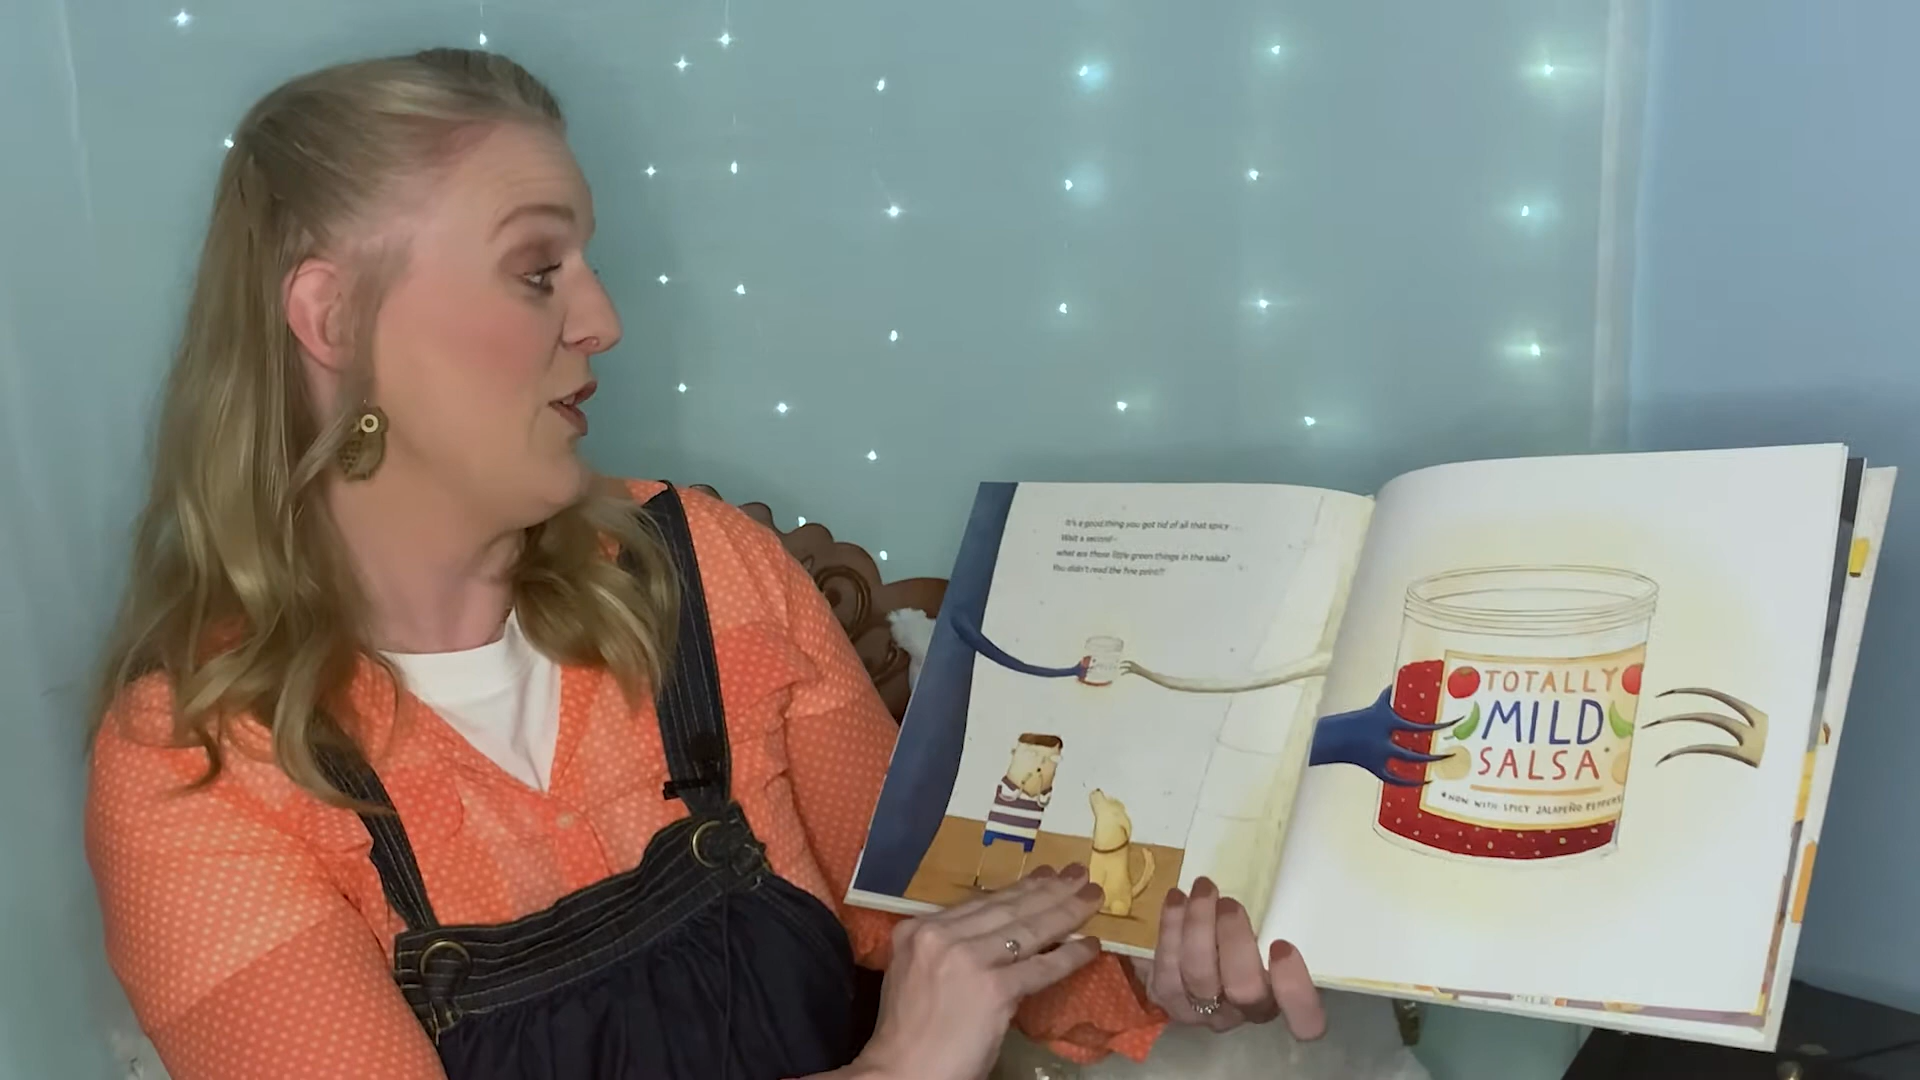 It's a good thing you got rid of all that spicy
Wait a second–
what are those little green things in the salsa?
You didn't read the fine print?!
TOTALLY
MILD
SALSA*
*NOW WITH SPICY JALAPEÑO PEPPERS